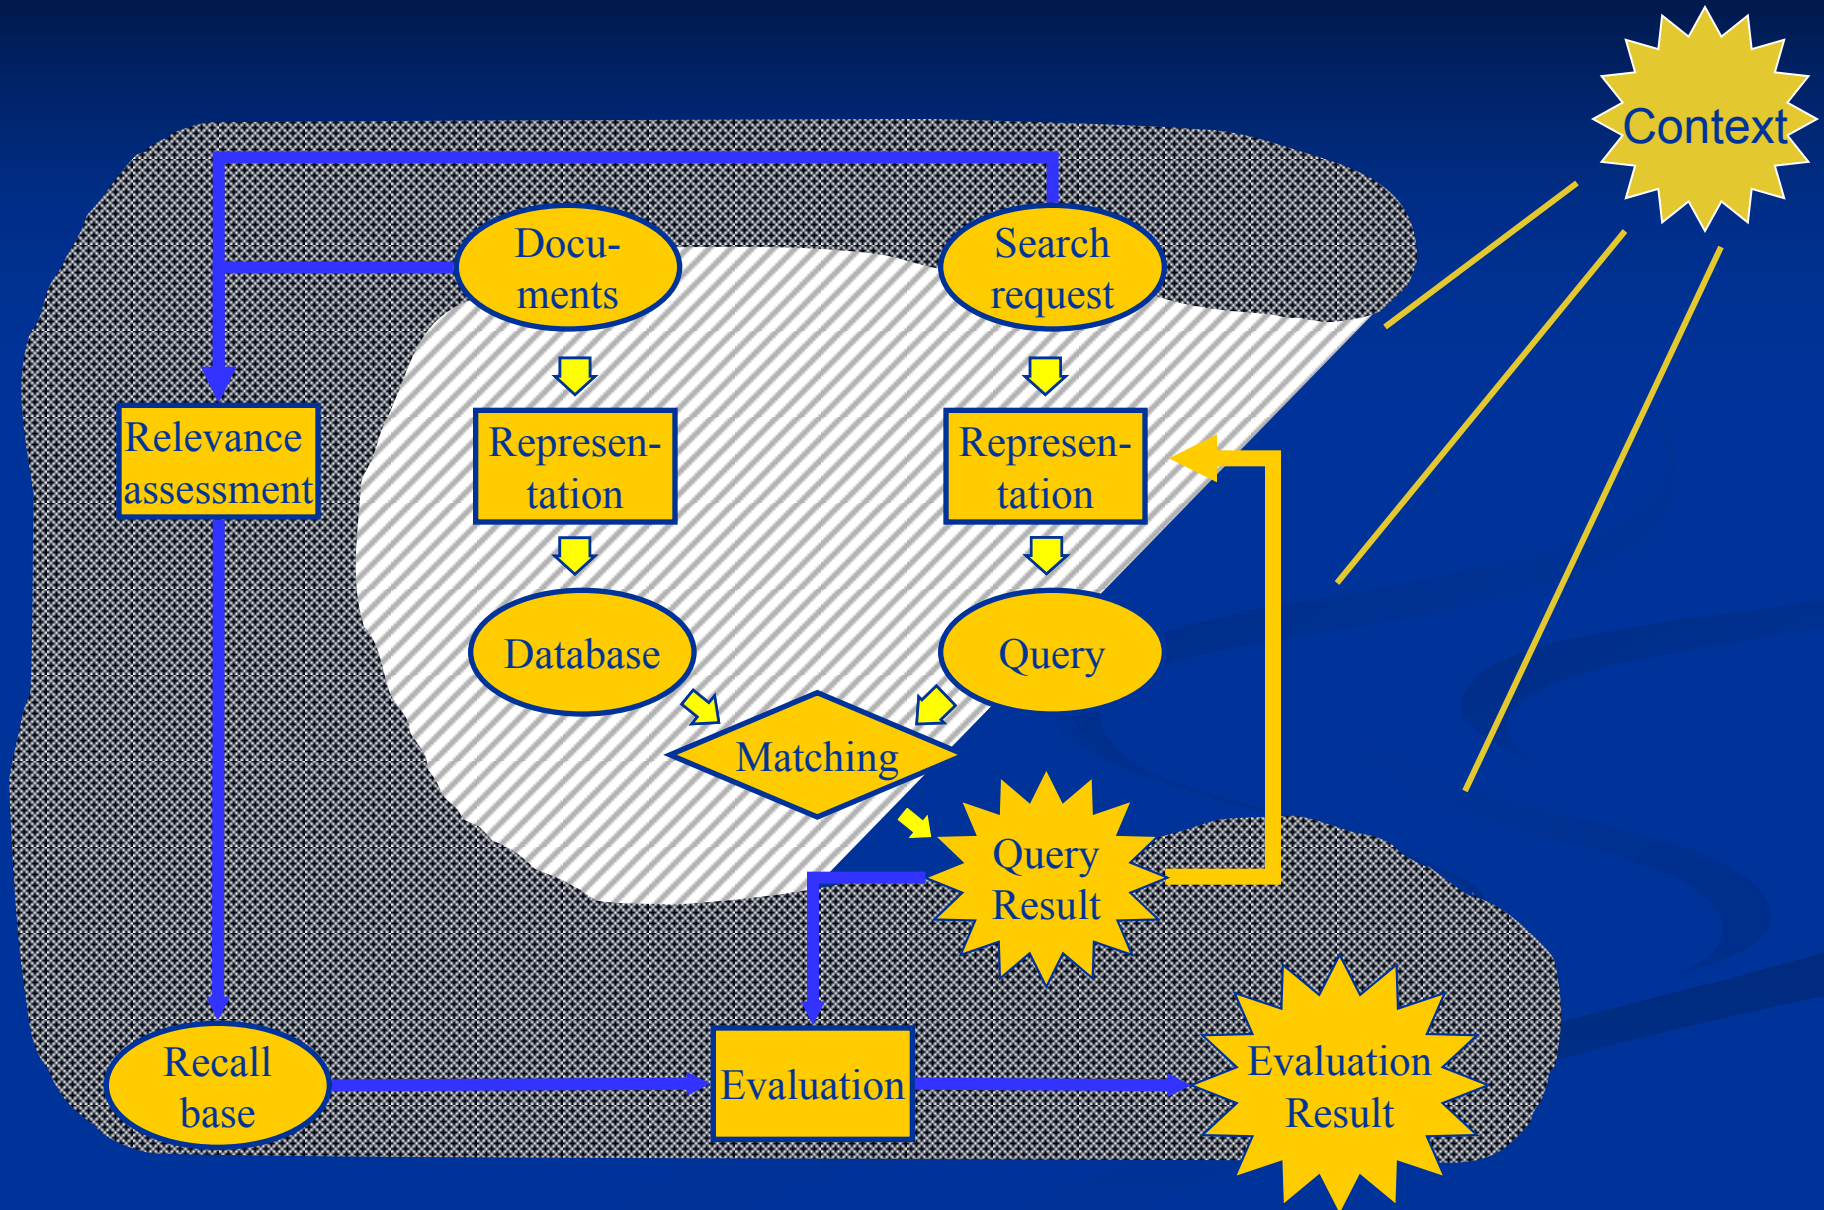 Context
Docu-
ments
Search
request
Relevance
assessment
Represen-
tation
Represen-
tation
Database
Query
Matching
Query
Result
Recall
base
Evaluation
Evaluation
Result